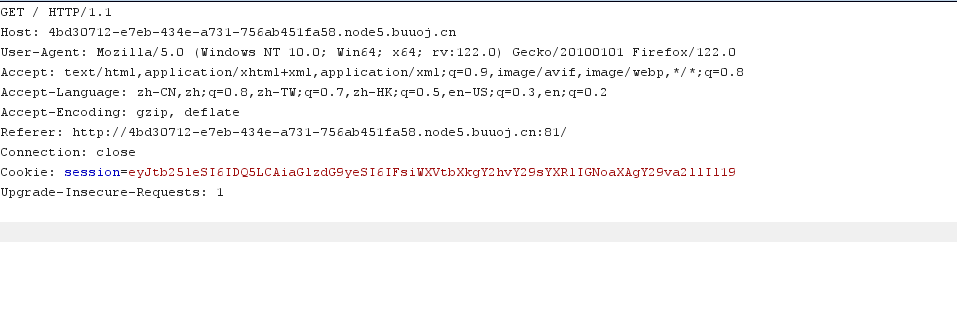 GET / HTTP/1.1
Host: 4bd30712-e7eb-434e-a731-756ab451fa58.node5.buuoj.cn
User-Agent: Mozilla/5.0 (Windows NT 10.0; Win64; x64; rv:122.0) Gecko/20100101 Firefox/122.0
Accept: text/html,application/xhtml+xml,application/xml;q=0.9,image/avif,image/webp,*/*;q=0.8
Accept-Language: zh-CN,zh;q=0.8,zh-TW;q=0.7,zh-HK;q=0.5,en-US;q=0.3,en;q=0.2
Accept-Encoding: gzip, deflate
Referer: http://4bd30712-e7eb-434e-a731-756ab451fa58.node5.buuoj.cn:81/
Connection: close
Cookie: session=eyJtb25leSI6IDQ5LCAiaGlzdG9yeSI6IFsiWXVtbXkgY2hvY29sYXRlIGNoaXAgY29va2llIl19
Upgrade-Insecure-Requests: 1